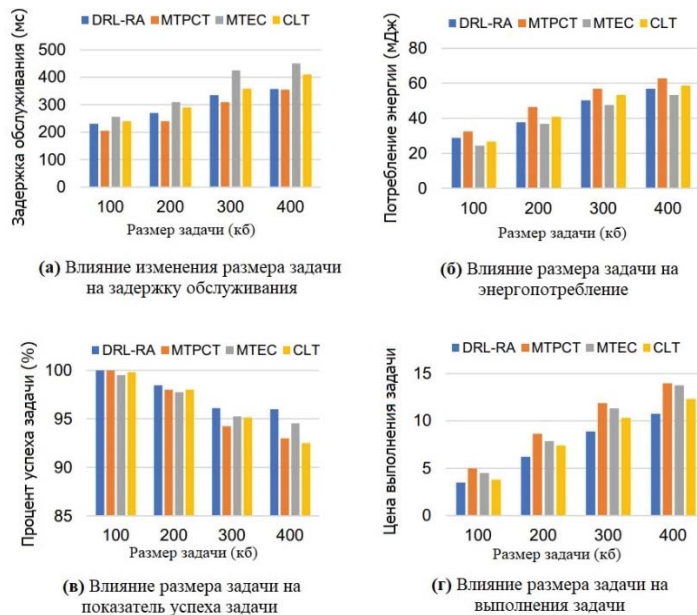 DRL-RA MTPCT MTEC CLT
Задержка обслуживания (мс)
500
400
300
200
100
0
100 200 300 400
Размер задачи (кб)
(а) Влияние изменения размера задачи
на задержку обслуживания
DRL-RA MTPCT MTEC CLT
Потребление энергии (мДж)
80
60
40
20
0
100 200 300 400
Размер задачи (кб)
(б) Влияние размера задачи на
энергопотребление
DRL-RA MTPCT MTEC CLT
Процент успеха задачи (%)
100
95
90
85
100 200 300 400
Размер задачи (кб)
(в) Влияние размера задачи на
показатель успеха задачи
DRL-RA MTPCT MTEC CLT
Цена выполнения задачи
15
10
5
0
100 200 300 400
Размер задачи (кб)
(г) Влияние размера задачи на
выполнения задачи